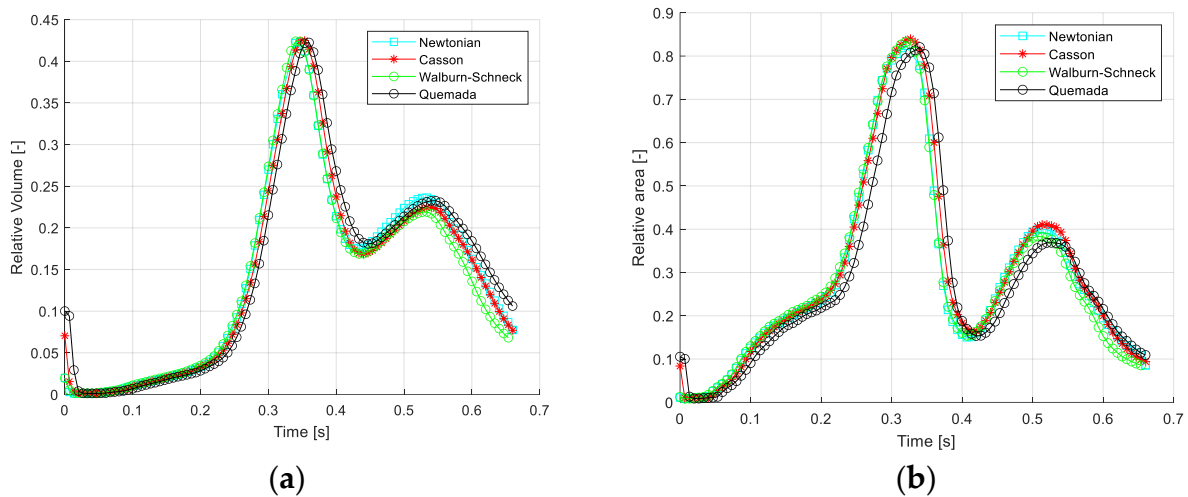 0.45
0.4
0.35
0.3
0.25
0.2
0.15
0.1
0.05
0
Relative Volume [-]
0 0.1 0.2 0.3 0.4 0.5 0.6 0.7
Time [s]
Newtonian
Casson
Walburn-Schneck
Quemada
(a)
0.9
0.8
0.7
0.6
0.5
0.4
0.3
0.2
0.1
0
Relative area [-]
0 0.1 0.2 0.3 0.4 0.5 0.6 0.7
Time [s]
Newtonian
Casson
Walburn-Schneck
Quemada
(b)